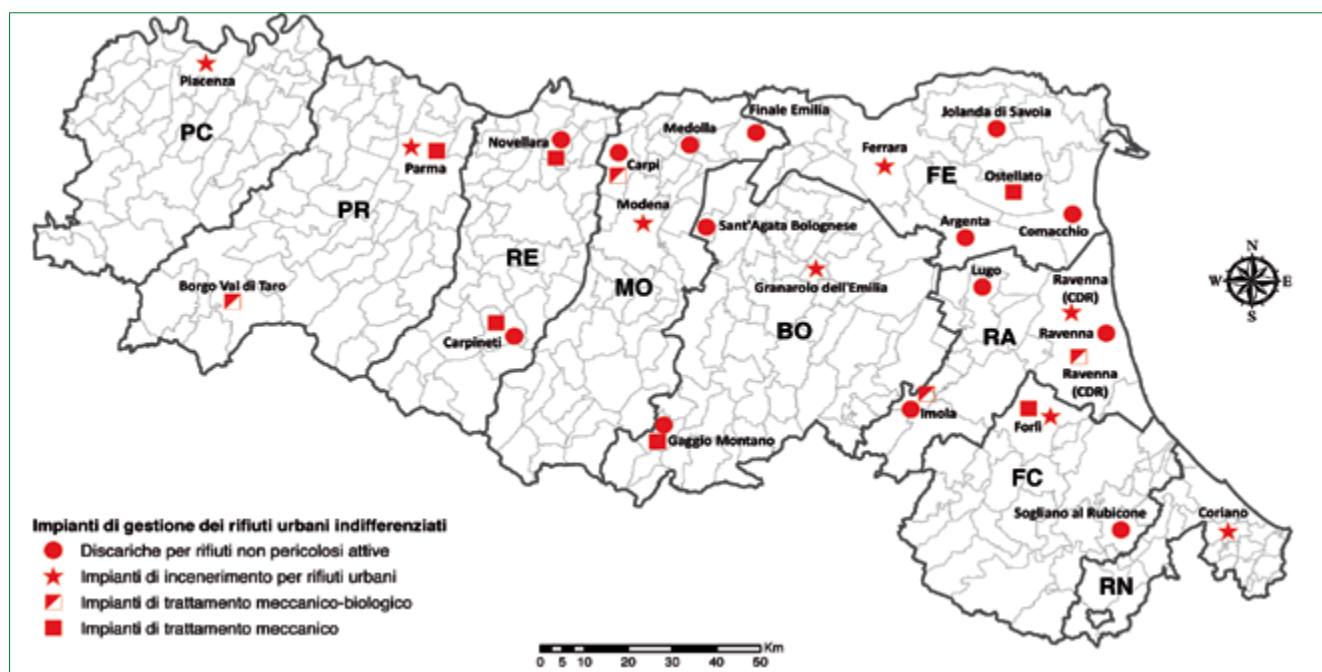 Piacenza
PC
Parma
PR
Borgo Val di Taro
Novellara
RE
Carpineti
Carpi
Medolla
Finale Emilia
Modena
MO
Sant'Agata Bolognese
Granarolo dell'Emilia
BO
Gaggio Montano
Imola
Jolanda di Savoia
Ferrara
FE
Ostellato
Argenta
Comacchio
Lugo
RA
Ravenna
(CDR)
Ravenna
Ravenna
(CDR)
Forlì
FC
Sogliano al Rubicone
Coriano
RN
N
W
E
S
Impianti di gestione dei rifiuti urbani indifferenziati
Discariche per rifiuti non pericolosi attive
Impianti di incenerimento per rifiuti urbani
Impianti di trattamento meccanico-biologico
Impianti di trattamento meccanico
Km
0 5 10 20 30 40 50